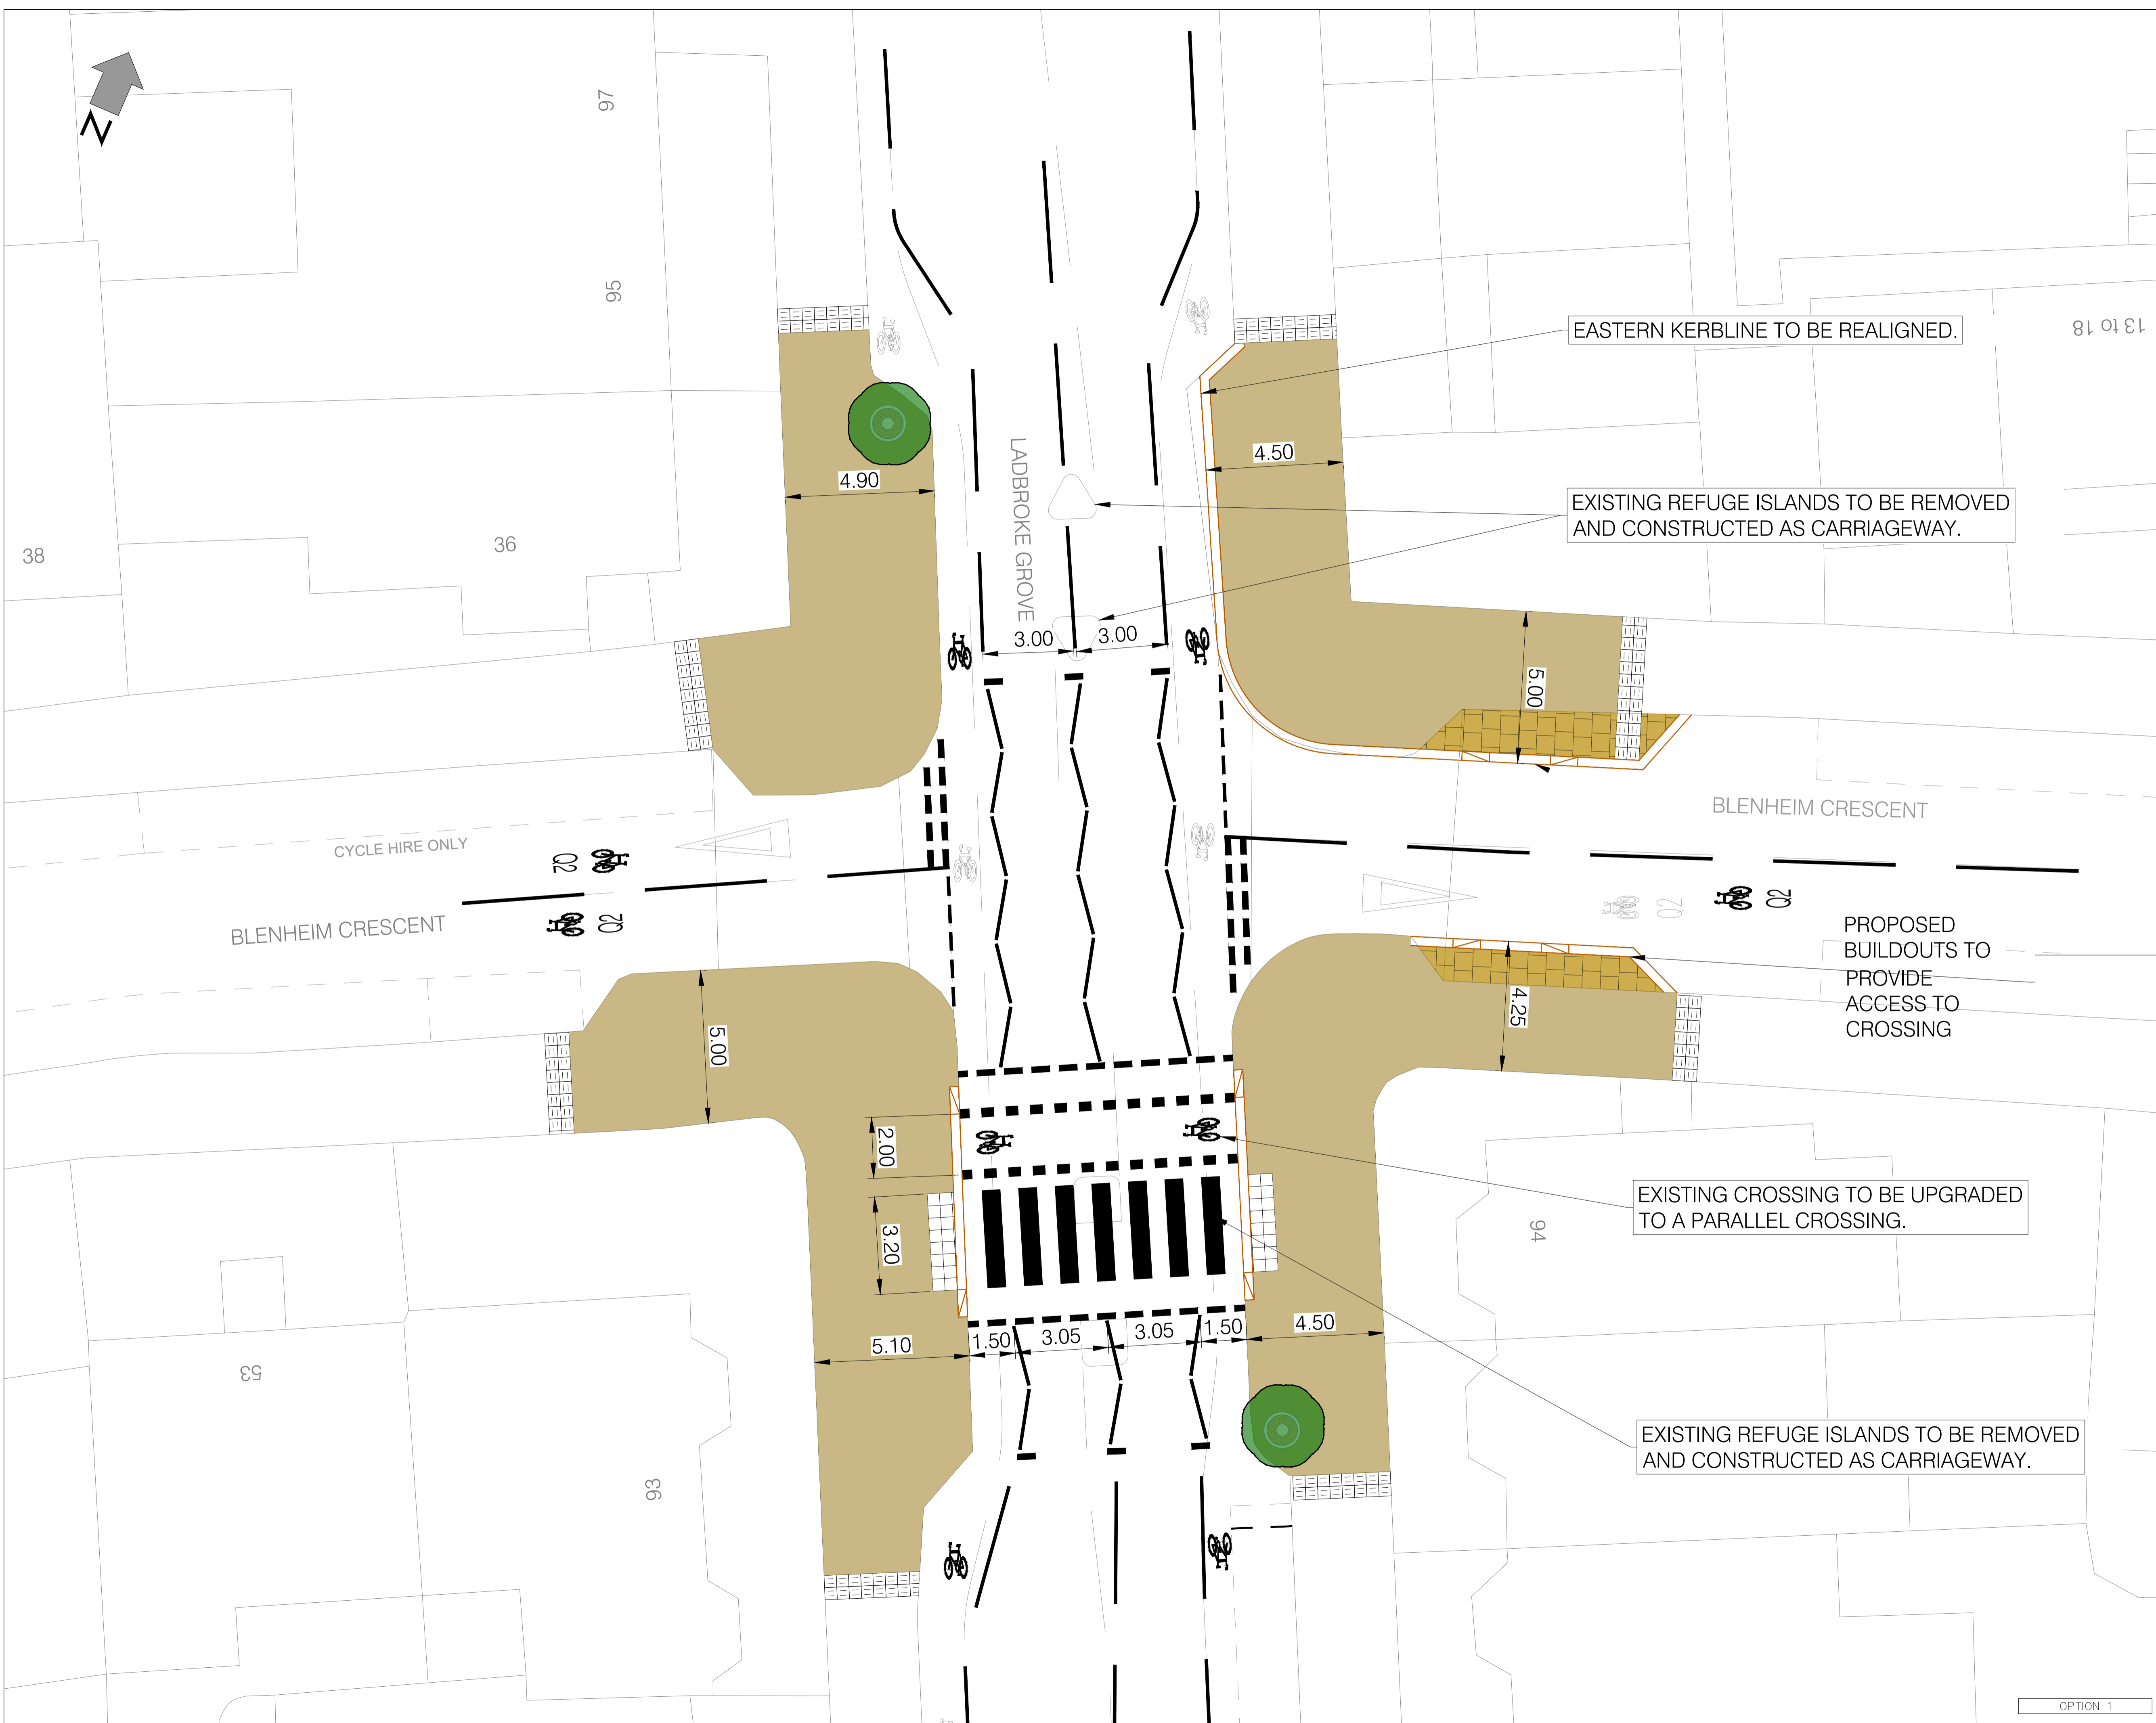 N
97
95
36
38
LADBROKE GROVE
EASTERN KERBLINE TO BE REALIGNED.
13 to 18
4.90
4.50
EXISTING REFUGE ISLANDS TO BE REMOVED
AND CONSTRUCTED AS CARRIAGEWAY.
3.00
3.00
5.00
CYCLE HIRE ONLY
Q2
Q2
BLENHEIM CRESCENT
BLENHEIM CRESCENT
Q2
Q2
PROPOSED
BUILDOUTS TO
PROVIDE
ACCESS TO
CROSSING
5.00
4.25
2.00
3.20
EXISTING CROSSING TO BE UPGRADED
TO A PARALLEL CROSSING.
94
5.10
1.50
3.05
3.05
1.50
4.50
53
93
EXISTING REFUGE ISLANDS TO BE REMOVED
AND CONSTRUCTED AS CARRIAGEWAY.
OPTION 1